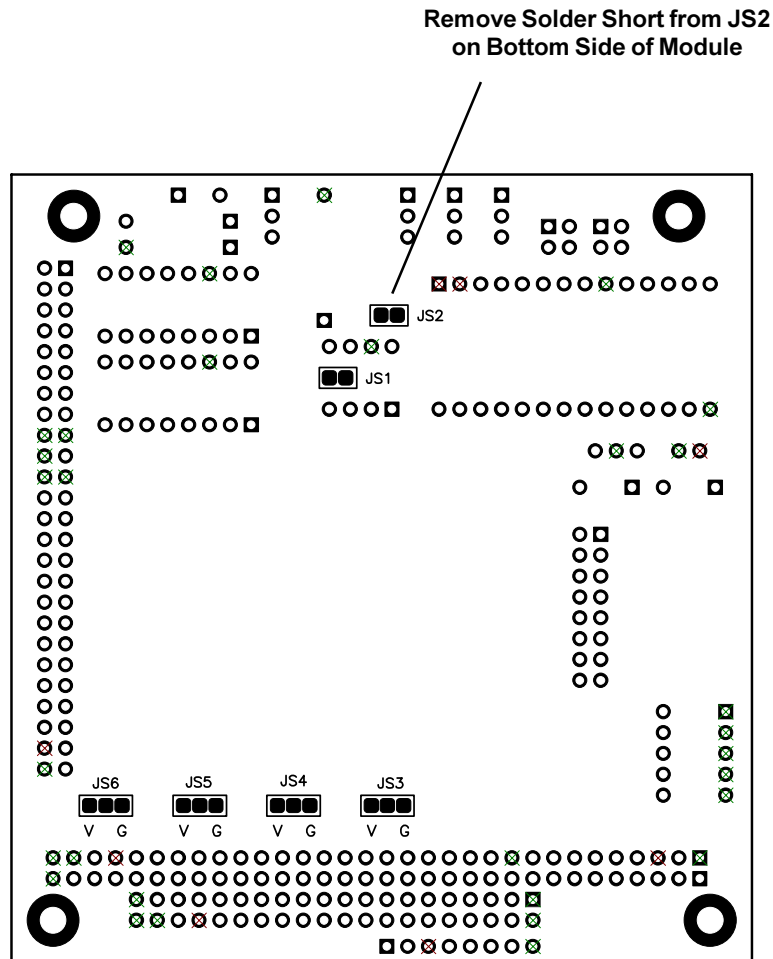 Remove Solder Short from JS2
on Bottom Side of Module
JS2
JS1
JS6 JS5 JS4 JS3
V G V G V G V G